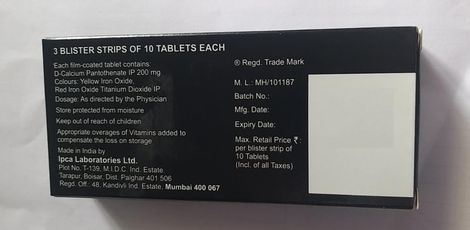 3 BLISTER STRIPS OF 10 TABLETS EACH
Each film-coated tablet contains:
D-Calcium Pantothenate IP 200 mg
Colours: Yellow Iron Oxide,
Red Iron Oxide Titanium Dioxide IP
Dosage: As directed by the Physician
Store protected from moisture
Keep out of reach of children
Appropriate overages of Vitamins added to
compensate the loss on storage
Made in India by
Ipca Laboratories Ltd.
Plot No. T-139, M.I.D.C. Ind. Estate
Tarapur, Boisar, Dist. Palghar 401 506
Regd. Off.: 48, Kandivli Ind. Estate, Mumbai 400 067
® Regd. Trade Mark
M. L.: MH/101187
Batch No.:
Mfg. Date:
Expiry Date:
Max. Retail Price ₹ :
per blister strip of
10 Tablets
(Incl. of all Taxes)